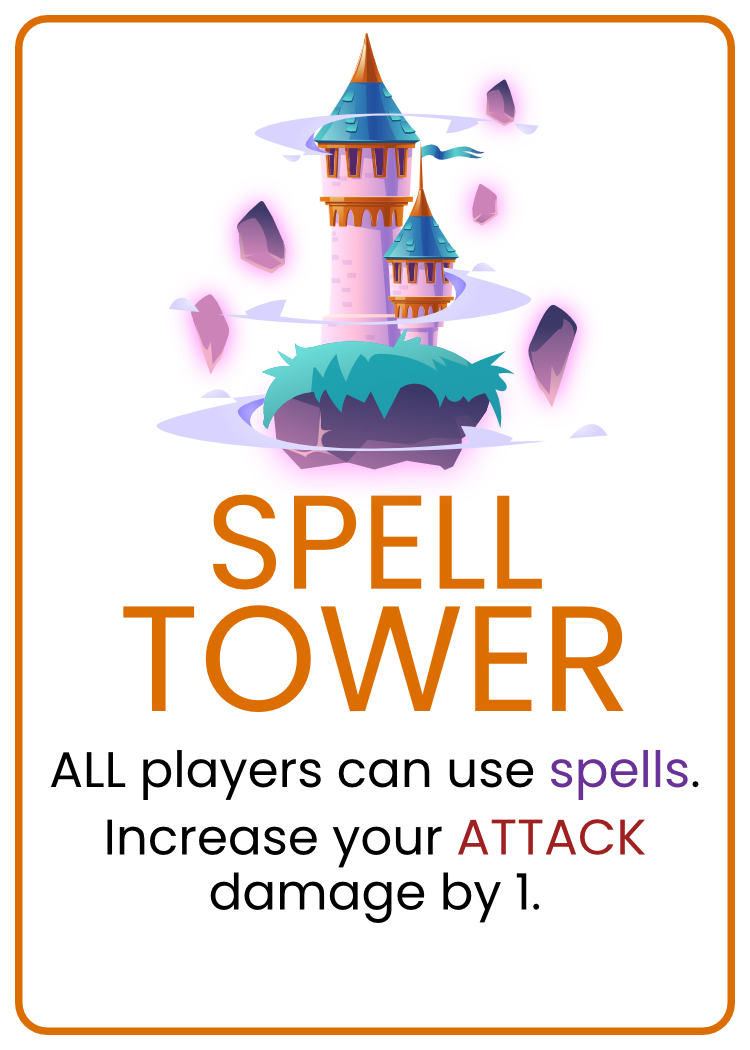 SPELL
TOWER
ALL players can use spells.
Increase your ATTACK
damage by 1.